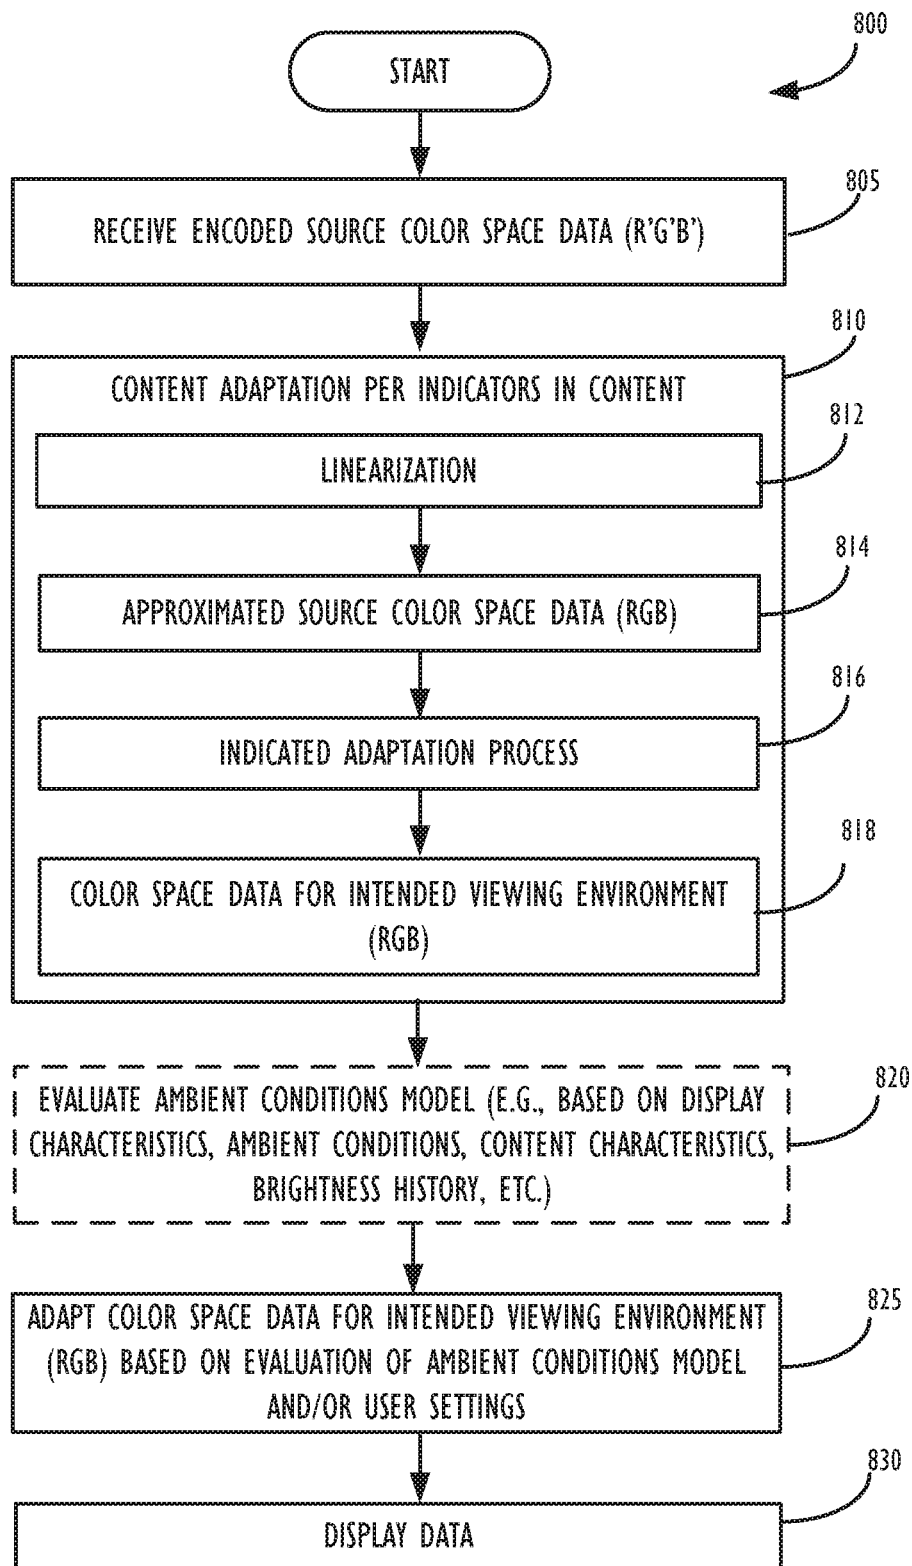 800
START
805
RECEIVE ENCODED SOURCE COLOR SPACE DATA (R'G'B')
810
CONTENT ADAPTATION PER INDICATORS IN CONTENT
812
LINEARIZATION
814
APPROXIMATED SOURCE COLOR SPACE DATA (RGB)
816
INDICATED ADAPTATION PROCESS
818
COLOR SPACE DATA FOR INTENDED VIEWING ENVIRONMENT
(RGB)
820
EVALUATE AMBIENT CONDITIONS MODEL (E.G., BASED ON DISPLAY
CHARACTERISTICS, AMBIENT CONDITIONS, CONTENT CHARACTERISTICS,
BRIGHTNESS HISTORY, ETC.)
825
ADAPT COLOR SPACE DATA FOR INTENDED VIEWING ENVIRONMENT
(RGB) BASED ON EVALUATION OF AMBIENT CONDITIONS MODEL
AND/OR USER SETTINGS
830
DISPLAY DATA